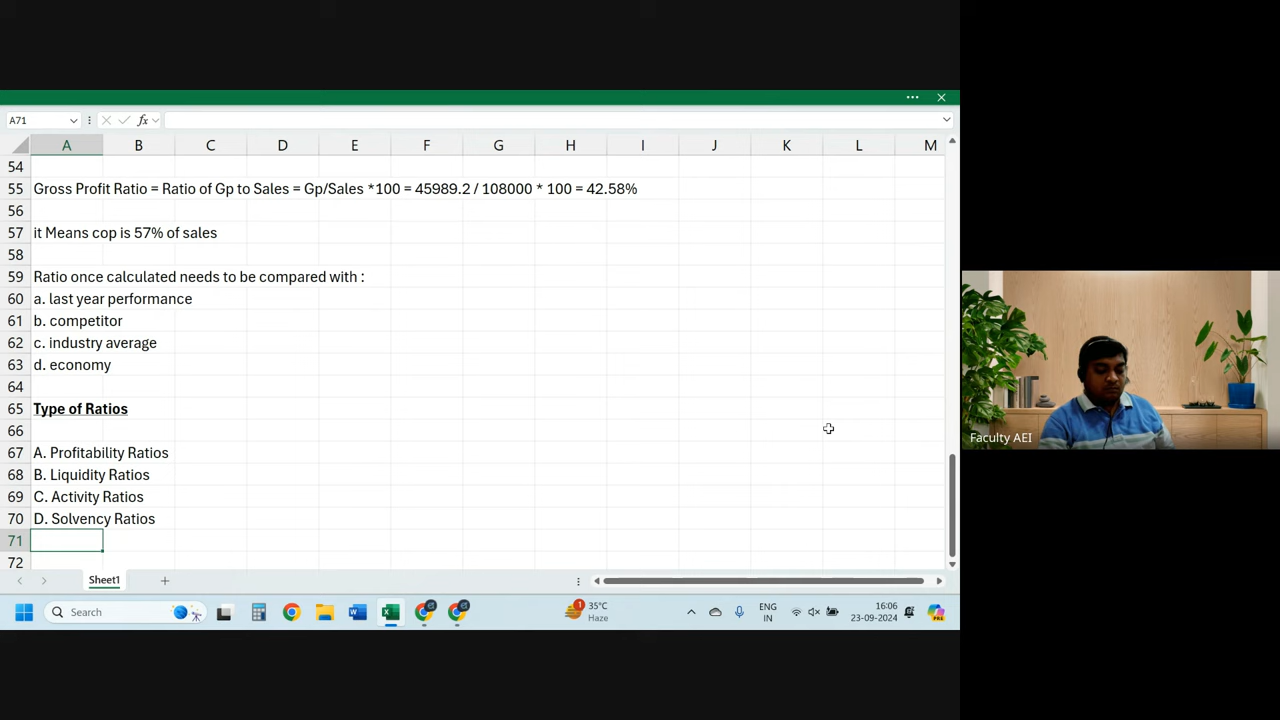 A71
fx
A B C D E F G H I J K L M
54
55 Gross Profit Ratio = Ratio of Gp to Sales = Gp/Sales *100 = 45989.2 / 108000 * 100 = 42.58%
56
57 it Means cop is 57% of sales
58
59 Ratio once calculated needs to be compared with :
60 a. last year performance
61 b. competitor
62 c. industry average
63 d. economy
64
65 Type of Ratios
66
67 A. Profitability Ratios
68 B. Liquidity Ratios
69 C. Activity Ratios
70 D. Solvency Ratios
71
72
Faculty AEI
Sheet1
Search
1
35°C
Haze
ENG
IN
16:06
23-09-2024
PRE